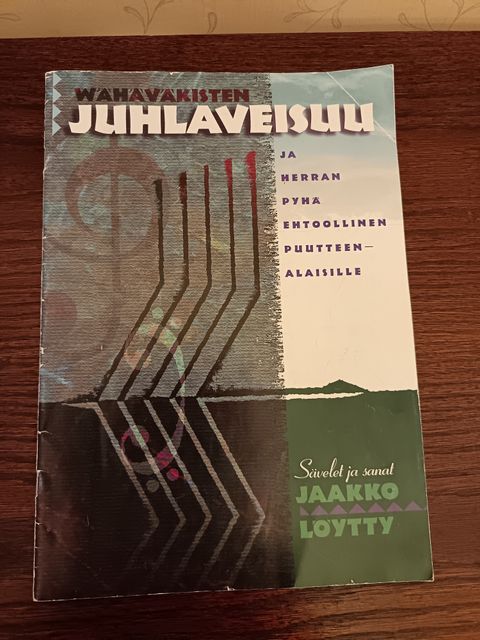 WÄHÄVÄKISTEN
JUHLAVEISUU
JA
HERRAN
PYHÄ
EHTOOLLINEN
PUUTTEEN–
ALAISILLE
Sävelet ja sanat
JAAKKO
LÖYTTY